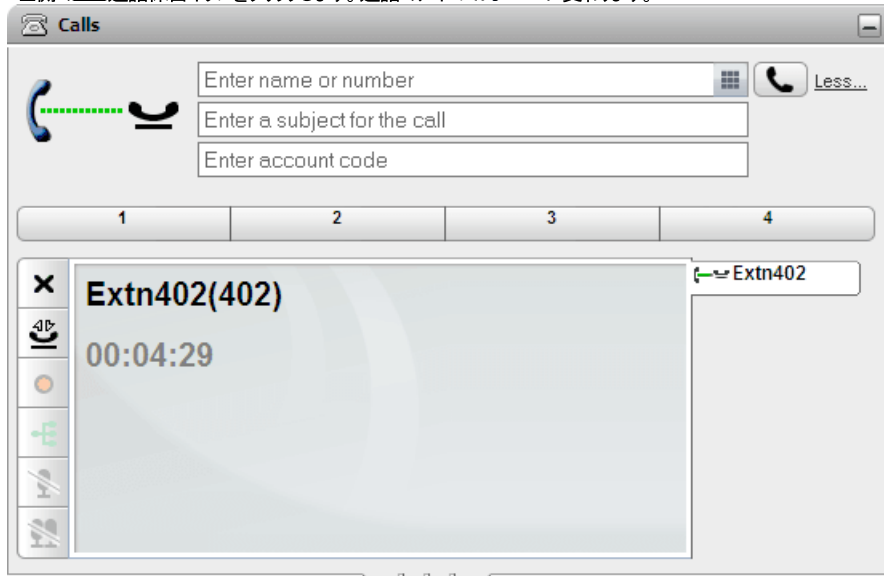 Calls
Enter name or number
Less...
Enter a subject for the call
Enter account code
1 2 3 4
Extn402(402)
Extn402
00:04:29